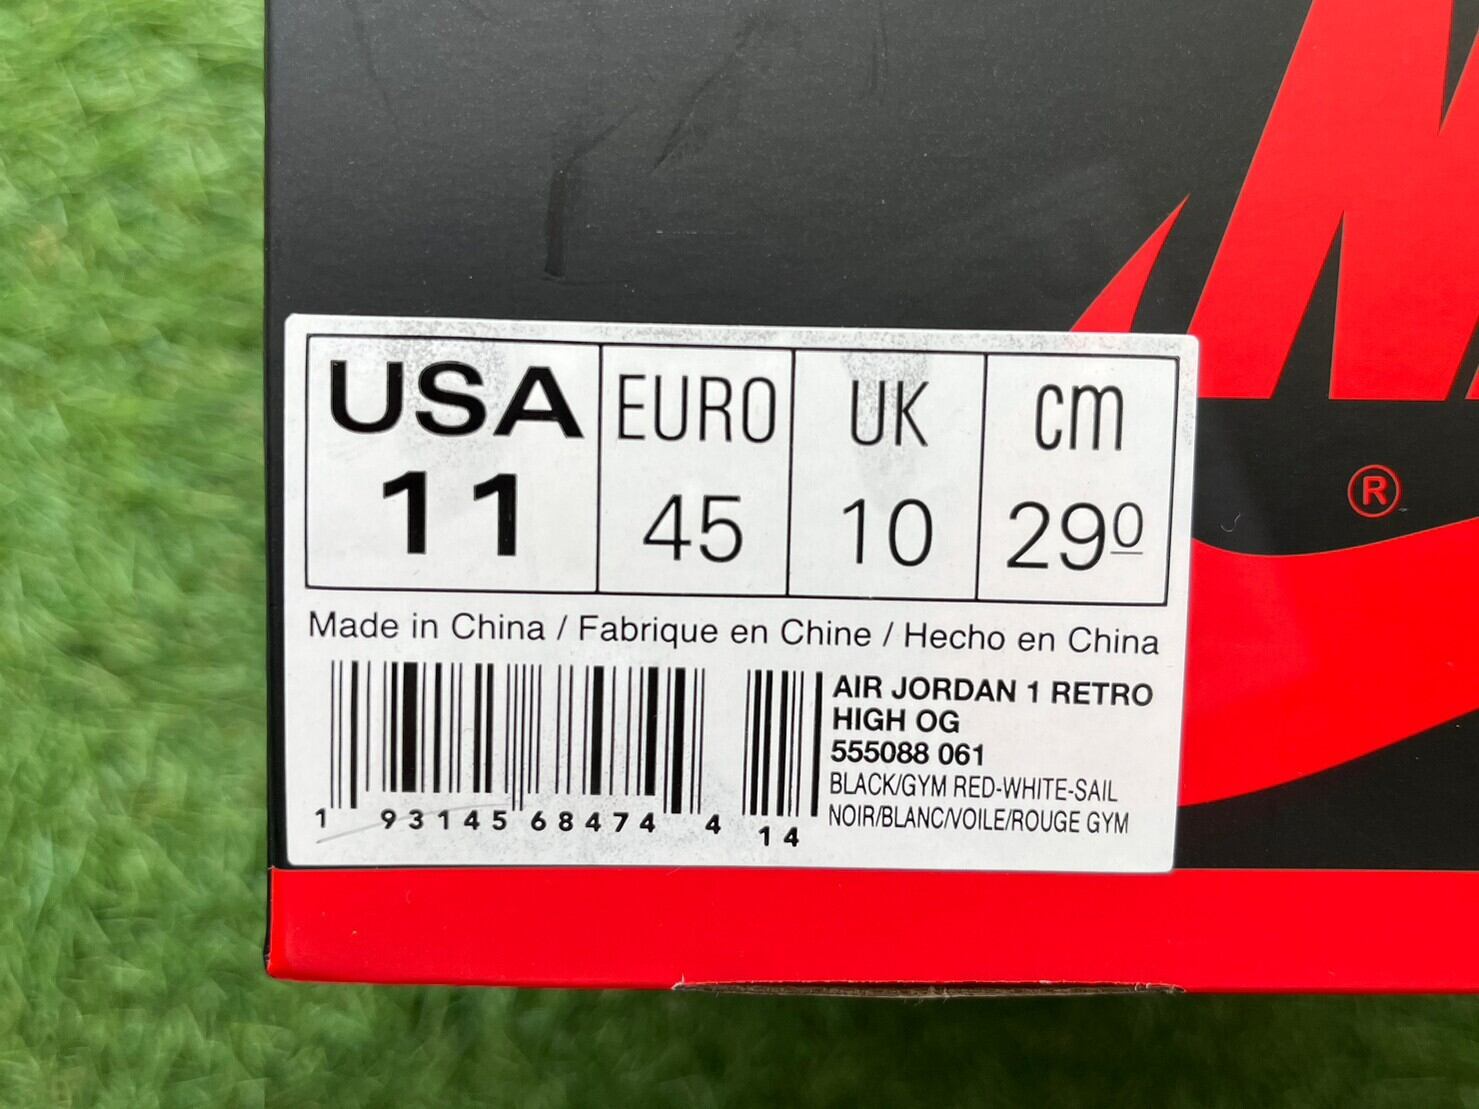 ®
USA EURO UK cm
11 45 10 29⁰
Made in China / Fabrique en Chine / Hecho en China
AIR JORDAN 1 RETRO
HIGH OG
555088 061
BLACK/GYM RED-WHITE-SAIL
NOIR/BLANC/VOILE/ROUGE GYM
1 93145 68474 4 14